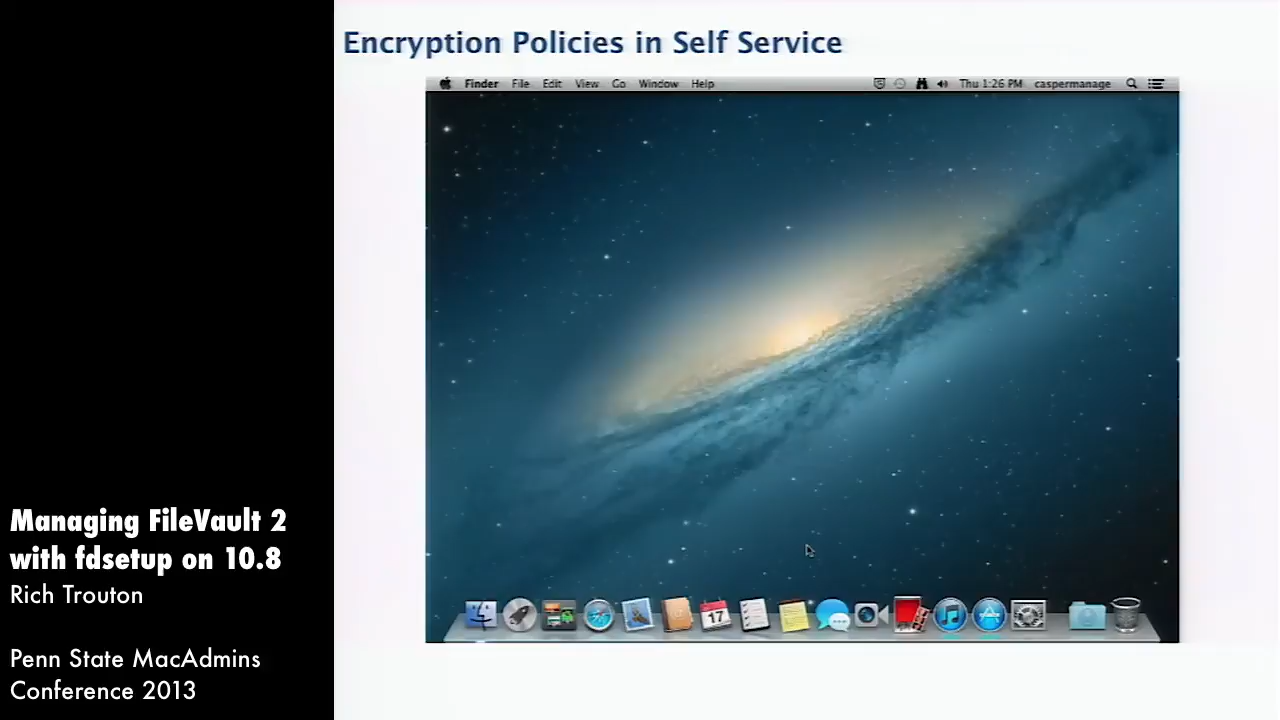 Encryption Policies in Self Service
Finder File Edit View Go Window Help
Thu 1:26 PM caspermanage
17
Managing FileVault 2
with fdsetup on 10.8
Rich Trouton
Penn State MacAdmins
Conference 2013